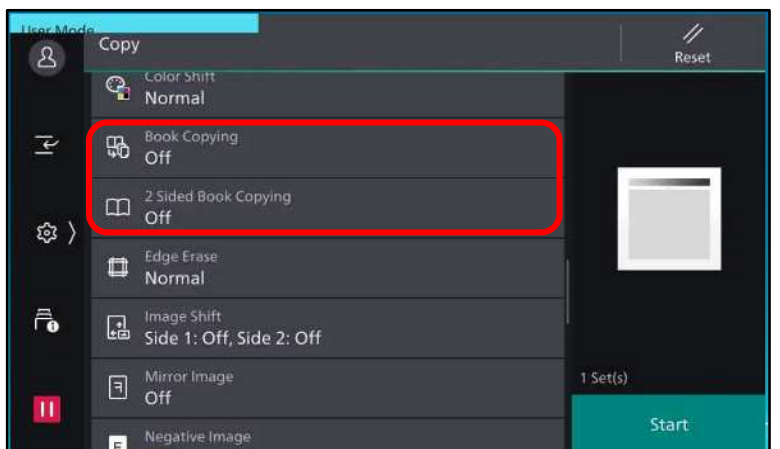 User Mode
Copy
Reset
Color Shift
Normal
Book Copying
Off
2 Sided Book Copying
Off
Edge Erase
Normal
Image Shift
Side 1: Off, Side 2: Off
Mirror Image
Off
Negative Image
1 Set(s)
Start